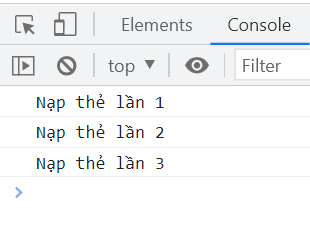 Elements Console
top Filter
Nạp thẻ lần 1
Nạp thẻ lần 2
Nạp thẻ lần 3